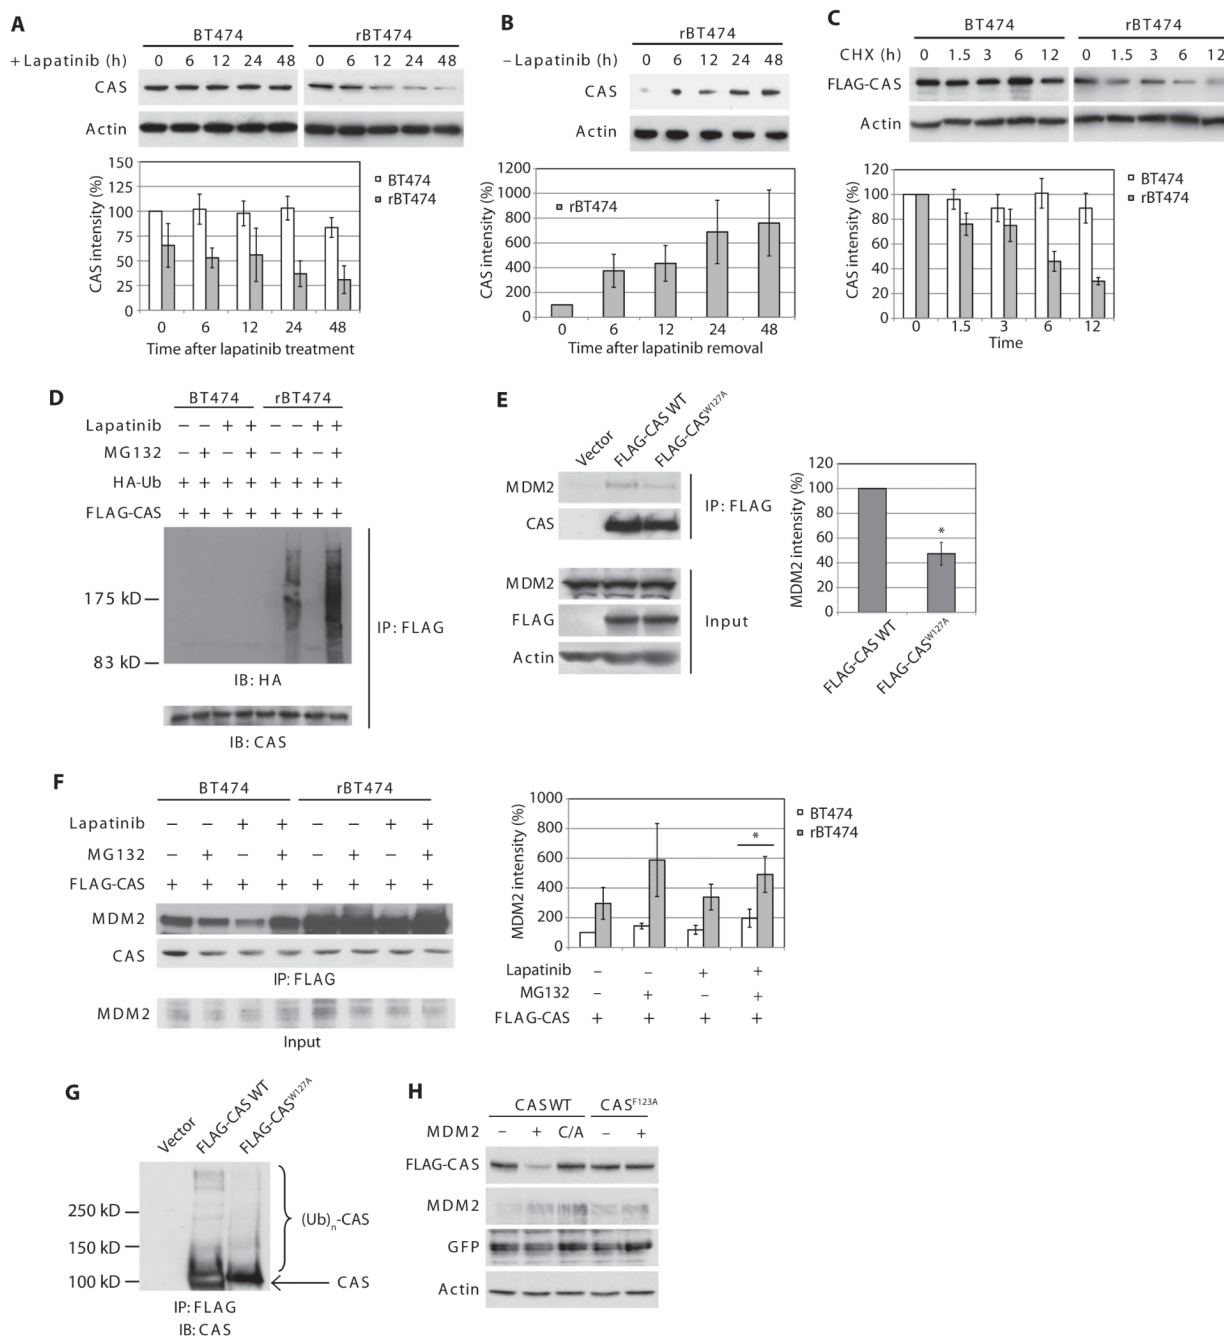 A
BT474 rBT474
+Lapatinib (h) 0 6 12 24 48 0 6 12 24 48
CAS
Actin
CAS intensity (%)
150
125
100
75
50
25
0
BT474
rBT474
0 6 12 24 48
Time after lapatinib treatment
B
rBT474
–Lapatinib (h) 0 6 12 24 48
CAS
Actin
CAS intensity (%)
1200
1000
800
600
400
200
0
rBT474
0 6 12 24 48
Time after lapatinib removal
C
BT474 rBT474
CHX (h) 0 1.5 3 6 12 0 1.5 3 6 12
FLAG-CAS
Actin
CAS intensity (%)
120
100
80
60
40
20
0
BT474
rBT474
0 1.5 3 6 12
Time
D
BT474 rBT474
Lapatinib – – + + – – + +
MG132 – + – + – + – +
HA-Ub + + + + + + + +
FLAG-CAS + + + + + + + +
175 kD
83 kD
IB: HA
IP: FLAG
IB: CAS
E
Vector
FLAG-CAS WT
FLAG-CAS^W127A
MDM2
CAS
IP: FLAG
MDM2
FLAG
Actin
Input
MDM2 intensity (%)
120
100
80
60
40
20
0
*
FLAG-CAS WT
FLAG-CAS^W127A
F
BT474 rBT474
Lapatinib – – + + – – + +
MG132 – + – + – + – +
FLAG-CAS + + + + + + + +
MDM2
CAS
IP: FLAG
MDM2
Input
MDM2 intensity (%)
1000
800
600
400
200
0
*
BT474
rBT474
Lapatinib – – + +
MG132 – + – +
FLAG-CAS + + + +
G
Vector
FLAG-CAS WT
FLAG-CAS^W127A
250 kD
150 kD
100 kD
(Ub)n-CAS
CAS
IP: FLAG
IB: CAS
H
CAS WT CAS^F123A
MDM2 – + C/A – +
FLAG-CAS
MDM2
GFP
Actin